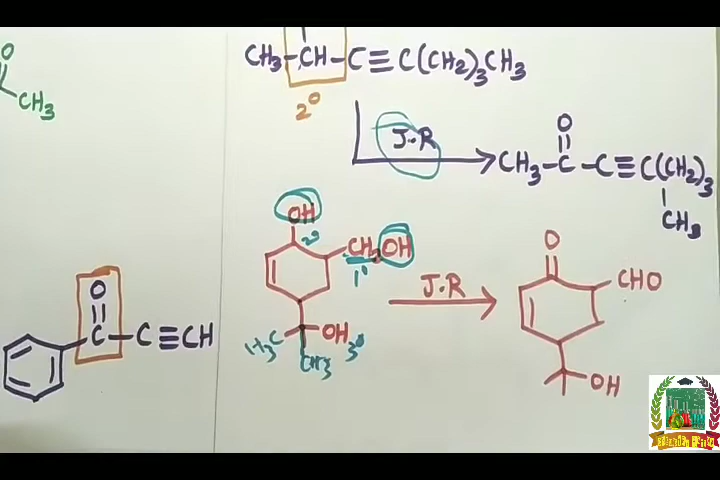 O
CH3
CH3-CH-C≡C(CH2)3CH3
2°
J.R
O
CH3-C-C≡C(CH2)3
CH3
OH
2°
CH2OH
1°
J.R
O
CHO
H3C
OH
3°
CH3
OH
O
C-C≡CH